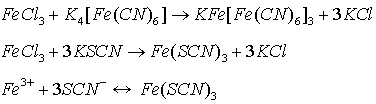 FeCl₃ + K₄[Fe(CN)₆] → KFe[Fe(CN)₆]₃ + 3KCl
FeCl₃ + 3KSCN → Fe(SCN)₃ + 3KCl
Fe³⁺ + 3SCN⁻ ↔ Fe(SCN)₃